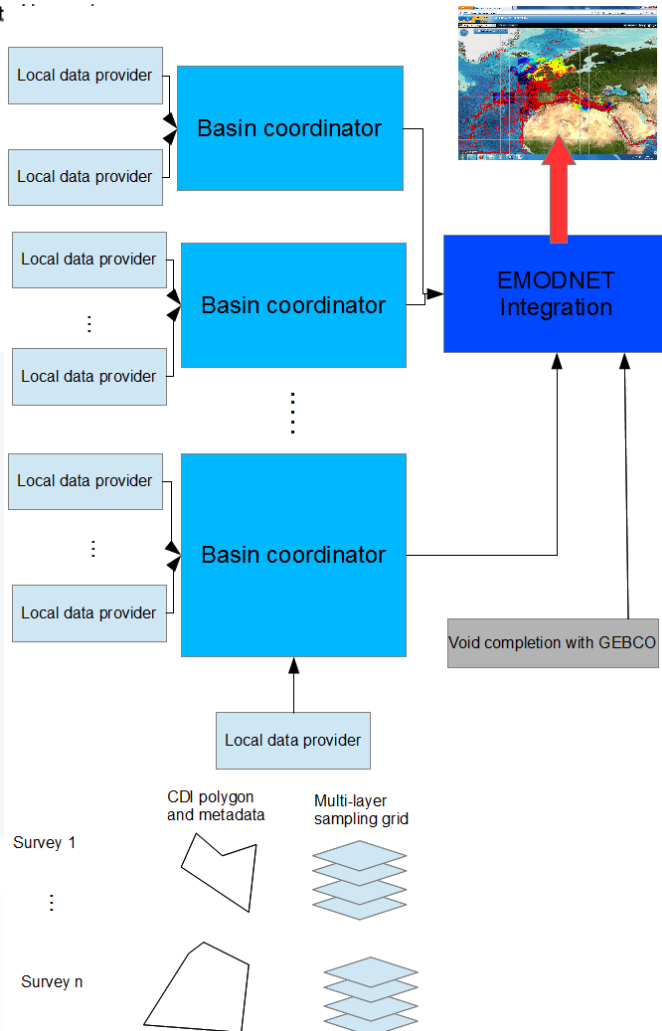 t
Local data provider
Basin coordinator
Local data provider
Local data provider
Basin coordinator
⋮
Local data provider
EMODNET
Integration
⋮
Local data provider
Basin coordinator
⋮
Local data provider
Void completion with GEBCO
Local data provider
CDI polygon
and metadata
Multi-layer
sampling grid
Survey 1
⋮
Survey n